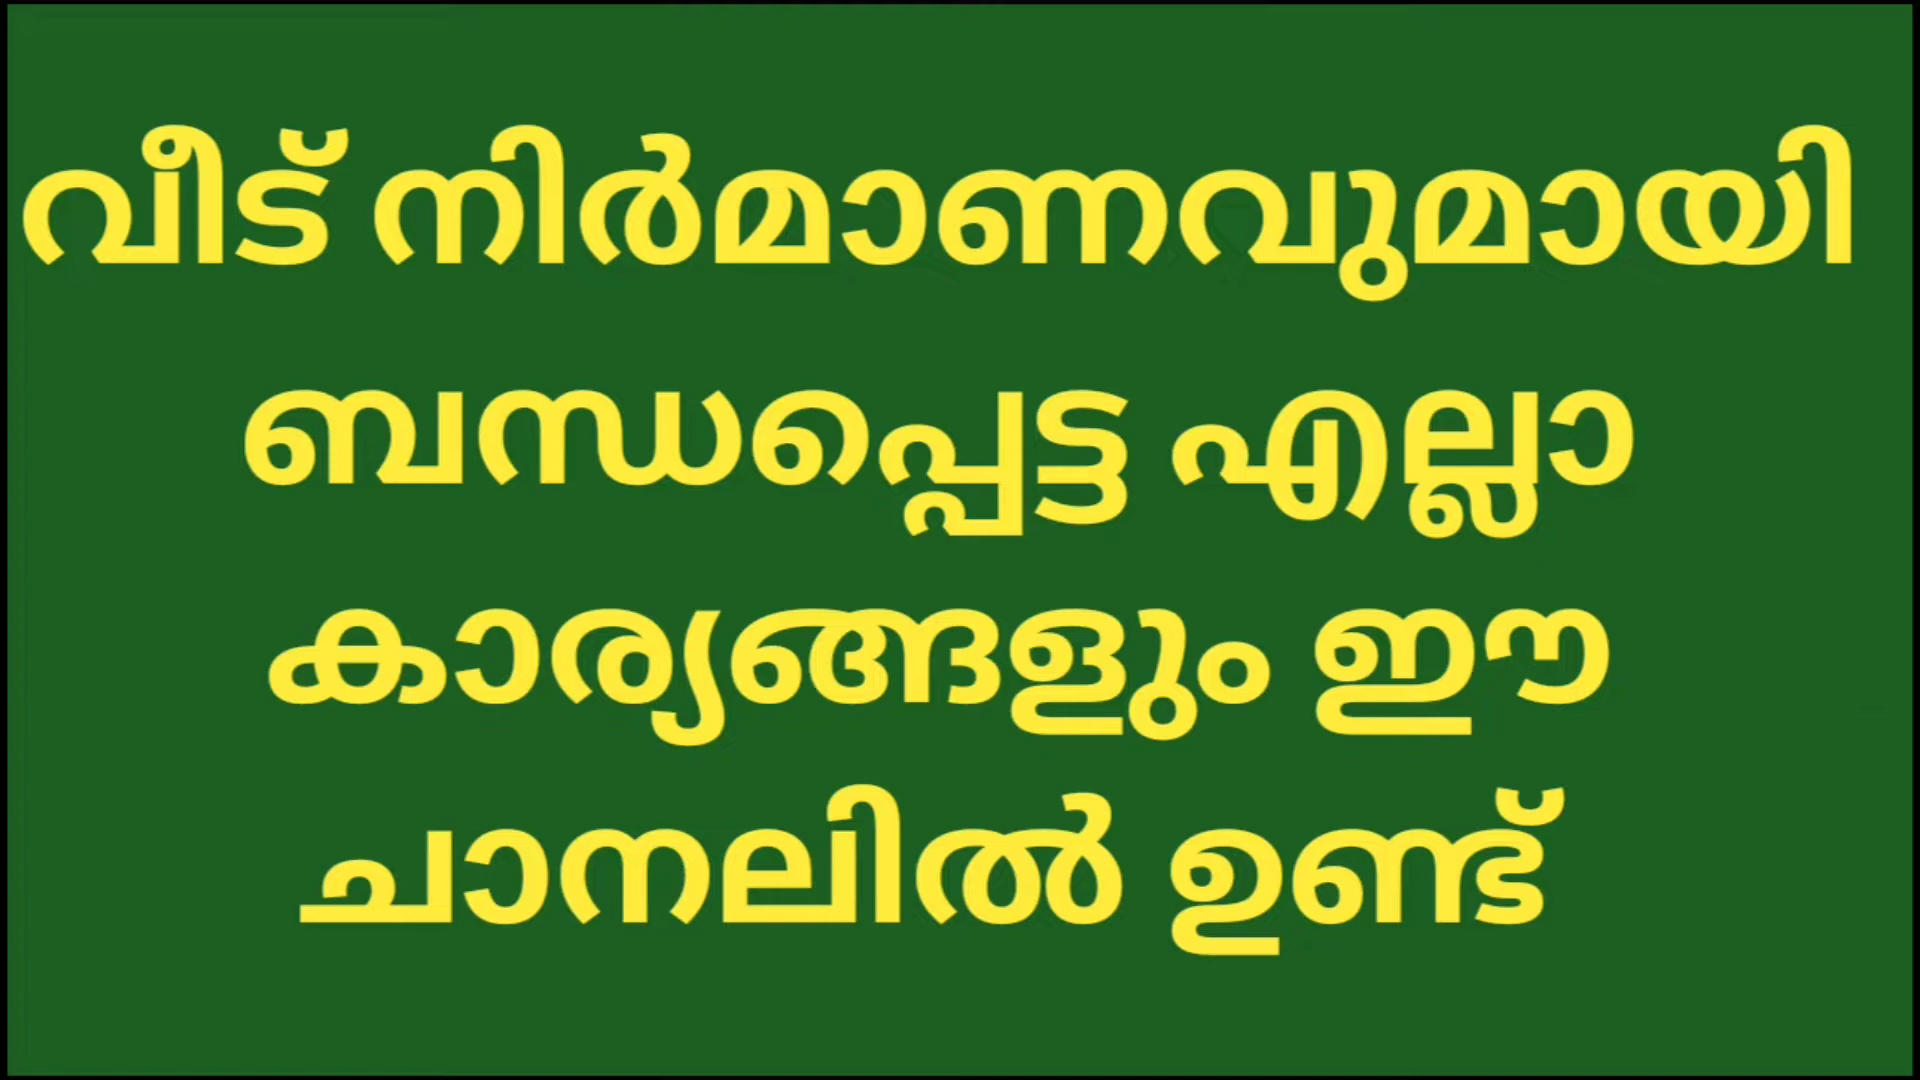 വീട് നിർമാണവുമായി
ബന്ധപ്പെട്ട എല്ലാ
കാര്യങ്ങളും ഈ
ചാനലിൽ ഉണ്ട്